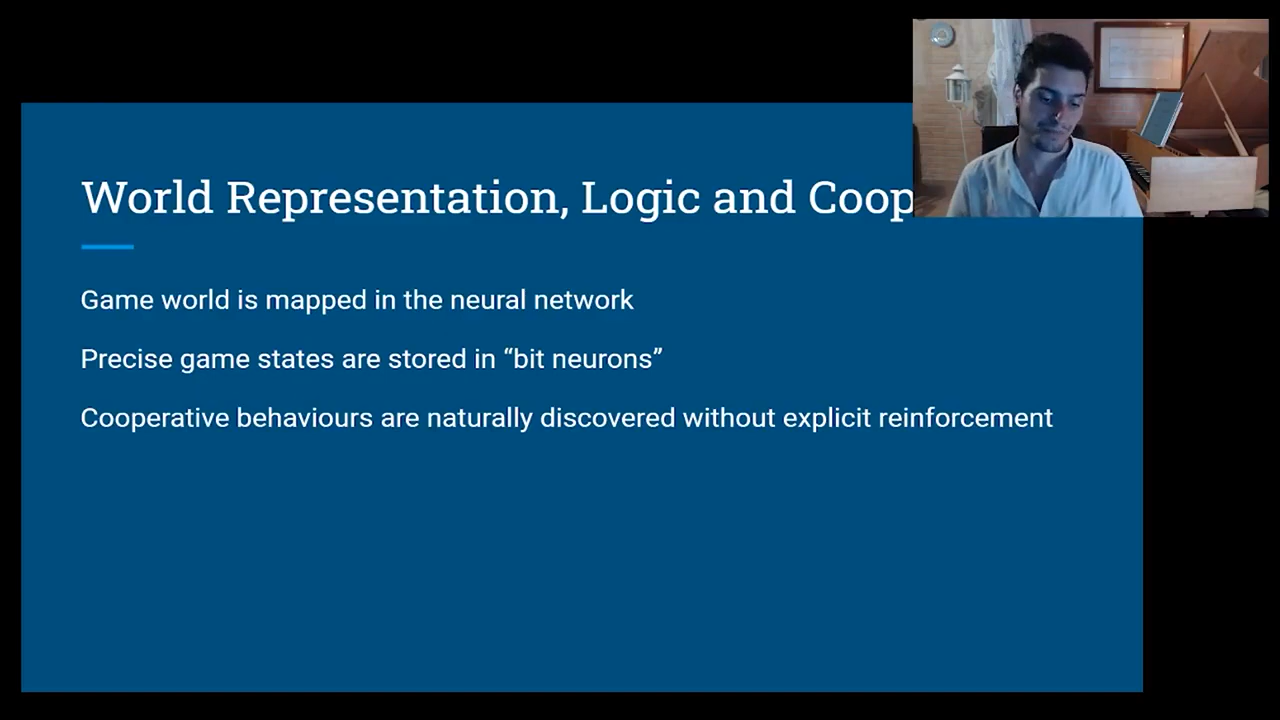 World Representation, Logic and Coop
Game world is mapped in the neural network
Precise game states are stored in “bit neurons”
Cooperative behaviours are naturally discovered without explicit reinforcement